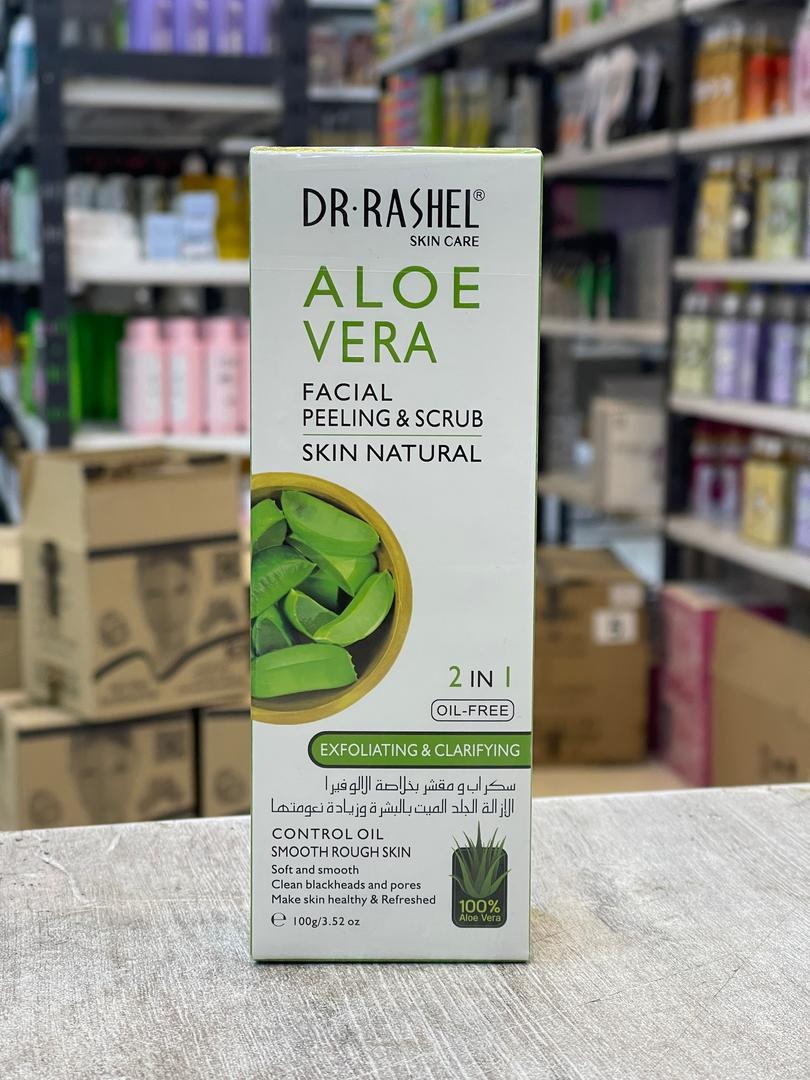 DR·RASHEL®
SKIN CARE
ALOE
VERA
FACIAL
PEELING & SCRUB
SKIN NATURAL
2 IN 1
OIL-FREE
EXFOLIATING & CLARIFYING
سكراب و مقشر بخلاصة الالوفيرا
الازالة الجلد الميت بالبشرة وزيادة نعومتها
CONTROL OIL
SMOOTH ROUGH SKIN
Soft and smooth
Clean blackheads and pores
Make skin healthy & Refreshed
℮ 100g/3.52 oz
100%
Aloe Vera